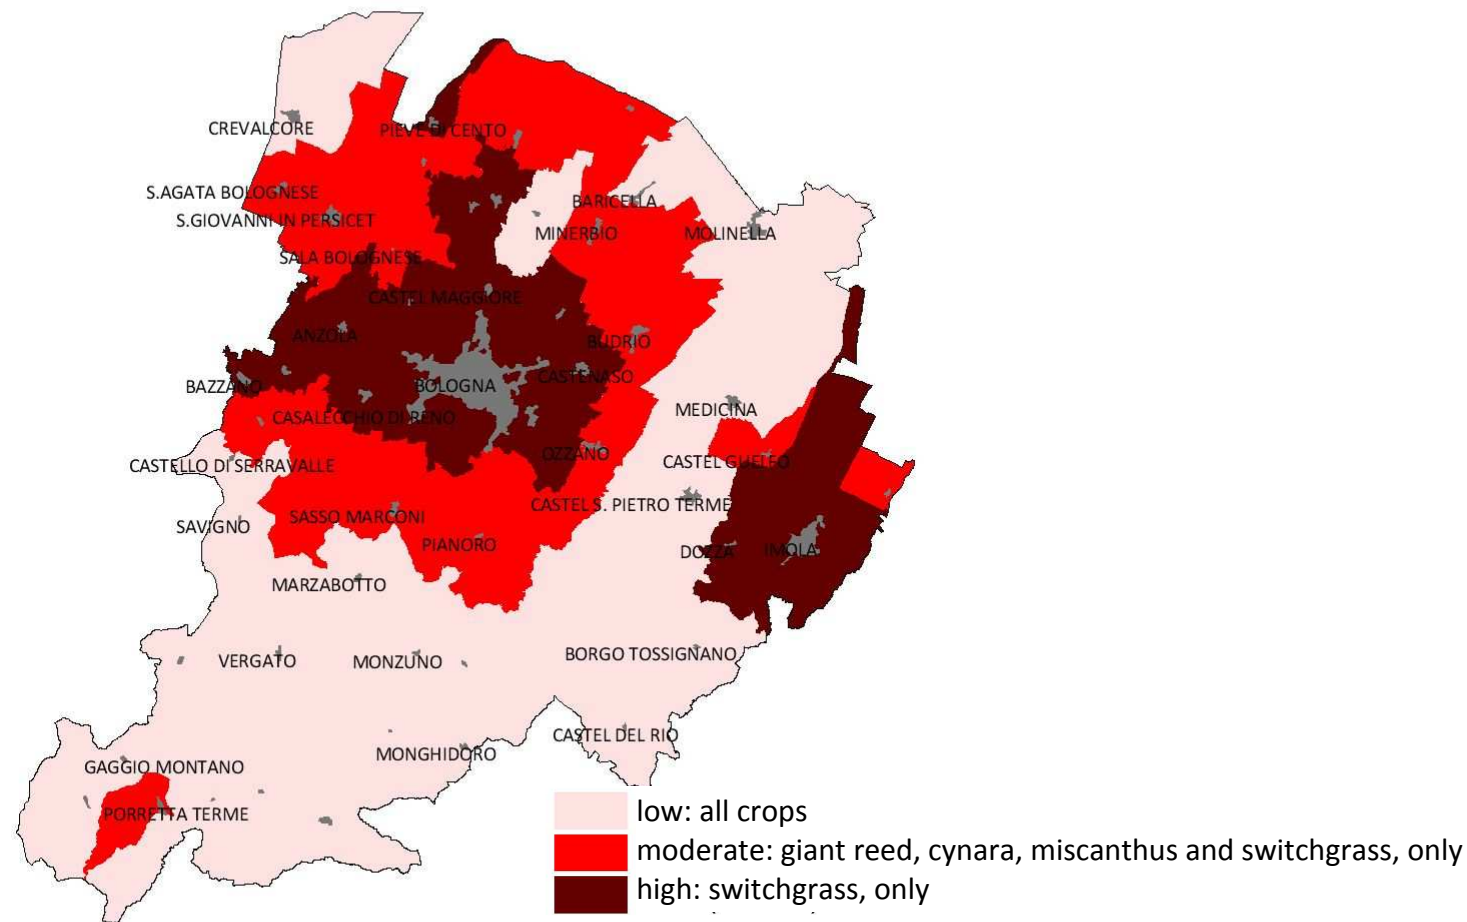 CREVALCORE
PIEVE DI CENTO
S.AGATA BOLOGNESE
BARICELLA
S.GIOVANNI IN PERSICET
MINERBIO
MOLINELLA
SALA BOLOGNESE
CASTEL MAGGIORE
ANZOLA
BUDRIO
BAZZANO
BOLOGNA
CASTENASO
MEDICINA
CASALECCHIO DI RENO
OZZANO
CASTEL GUELFO
CASTELLO DI SERRAVALLE
CASTEL S. PIETRO TERME
SAVIGNO
SASSO MARCONI
PIANORO
DOZZA
IMOLA
MARZABOTTO
BORGO TOSSIGNANO
VERGATO
MONZUNO
CASTEL DEL RIO
MONGHIDORO
GAGGIO MONTANO
PORRETTA TERME
low: all crops
moderate: giant reed, cynara, miscanthus and switchgrass, only
high: switchgrass, only